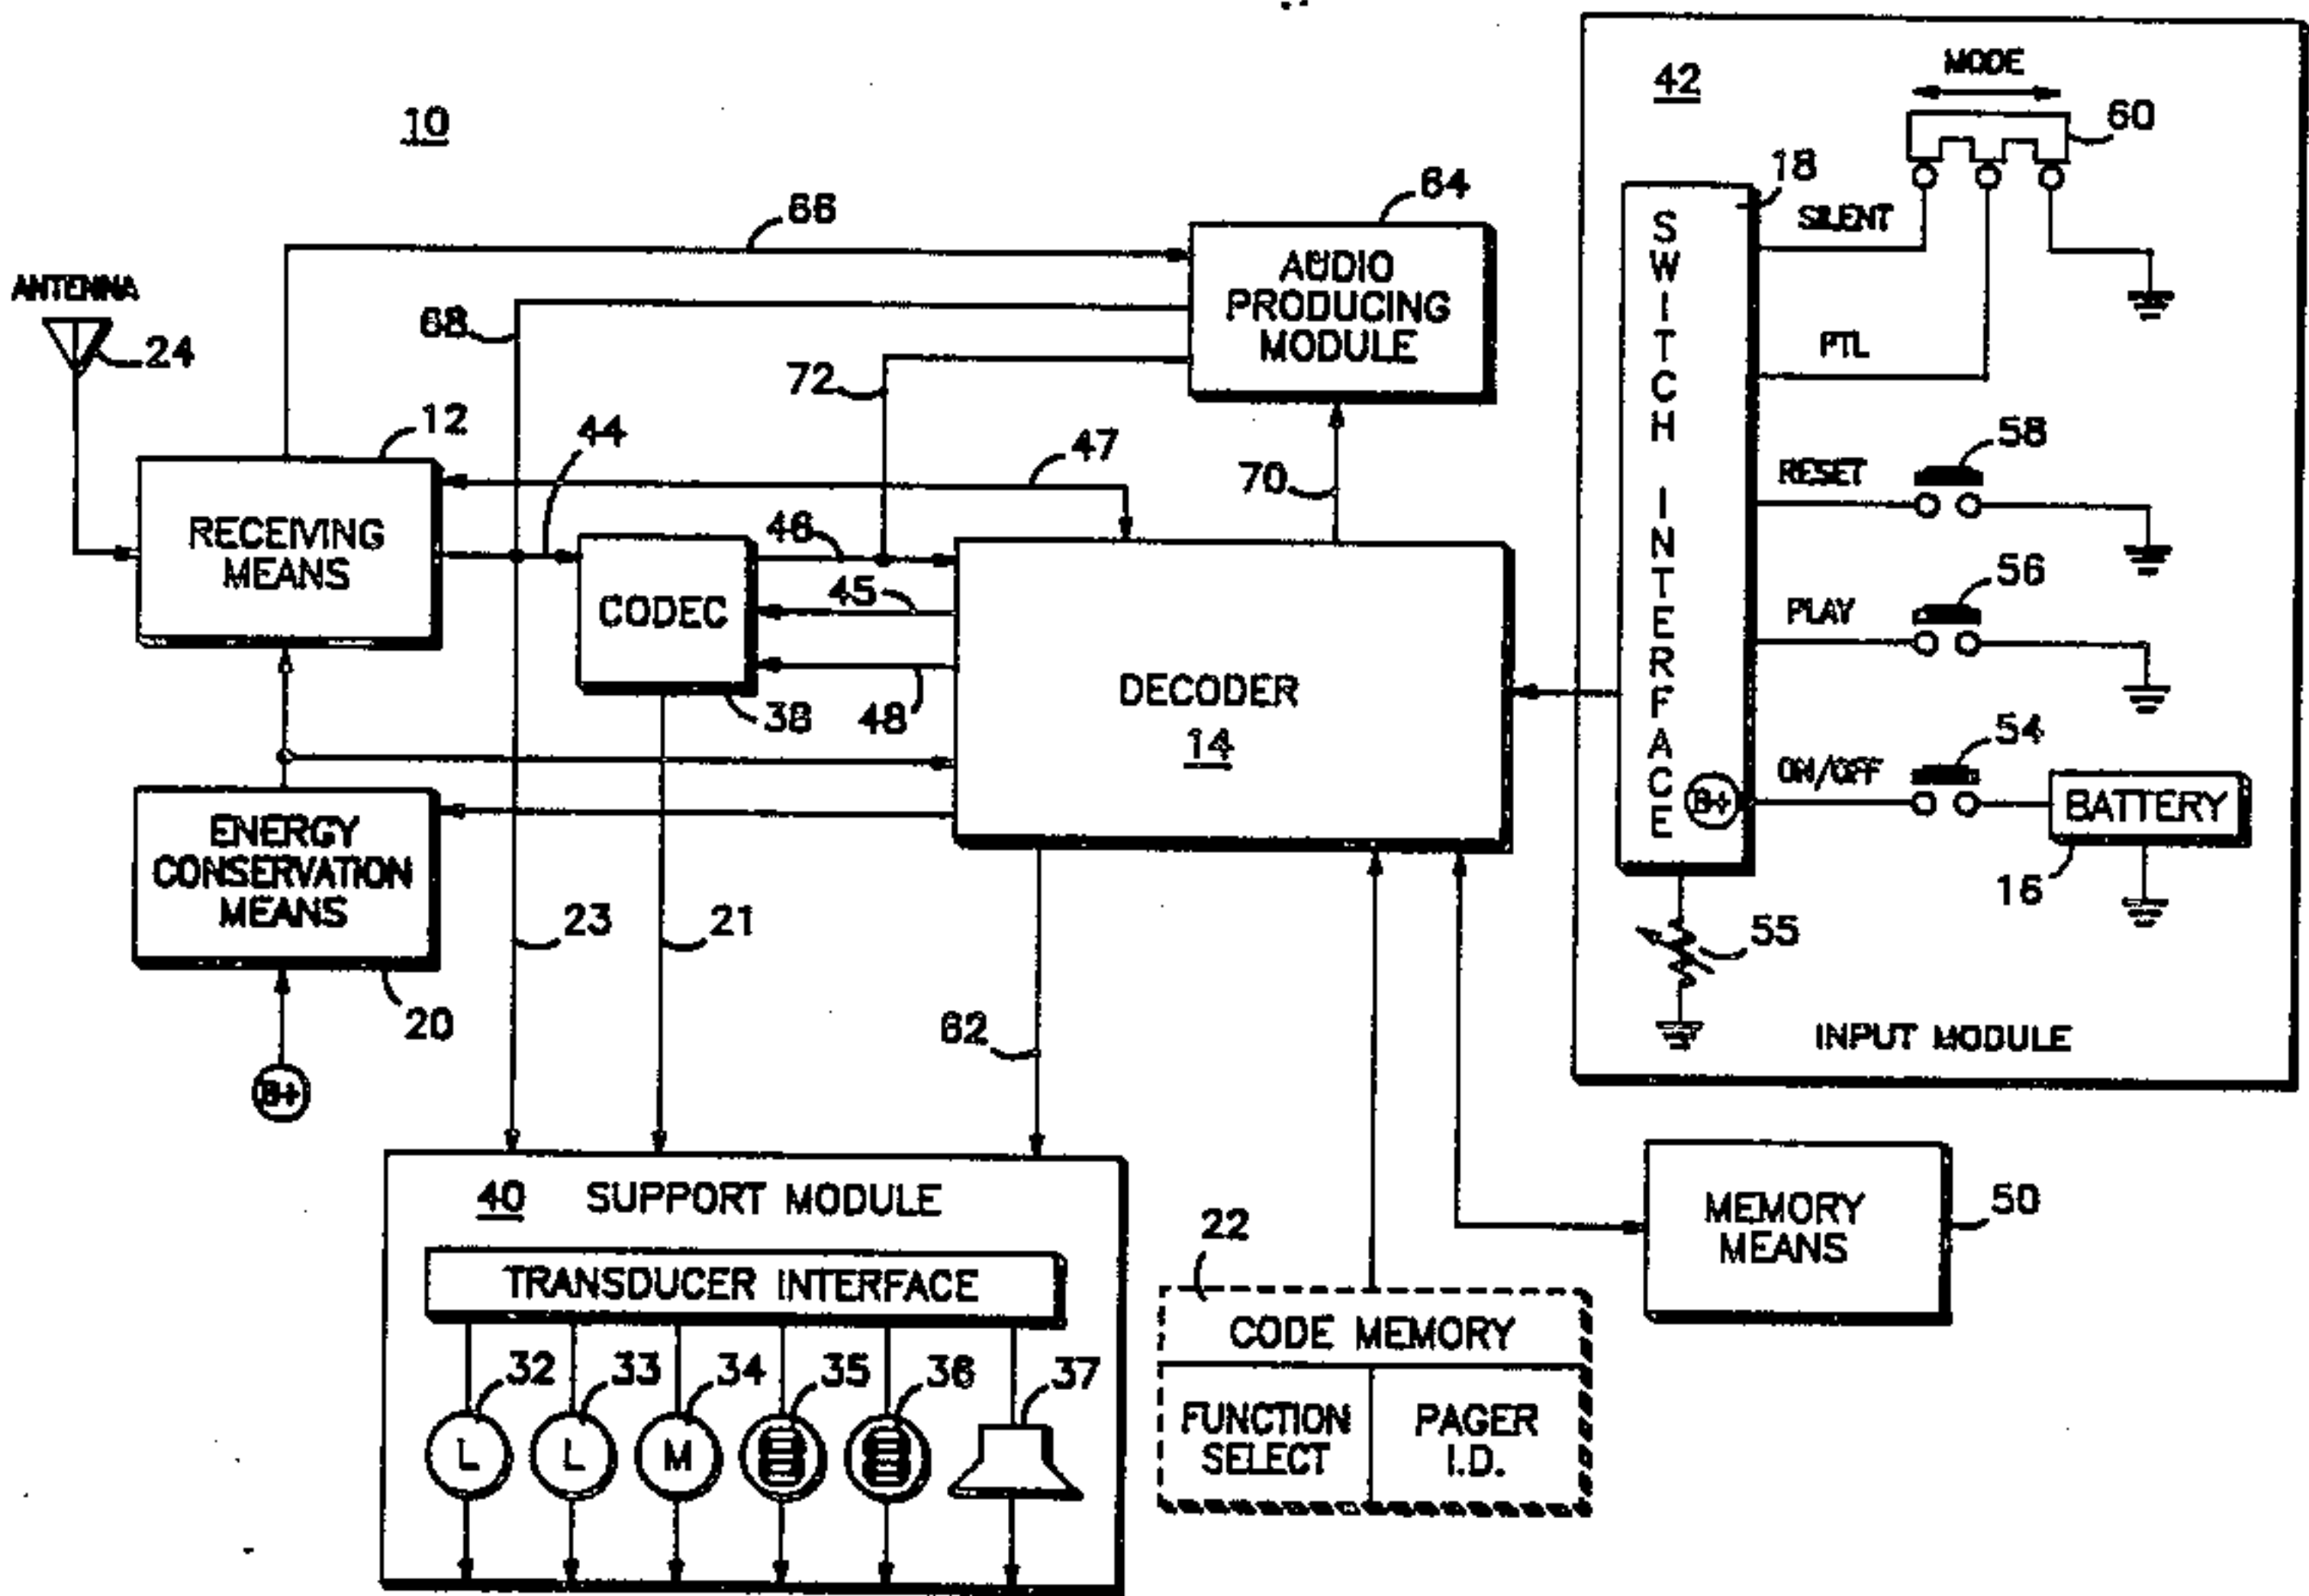 10
ANTENNA
24
66
68
72
64
AUDIO
PRODUCING
MODULE
12
RECEIVING
MEANS
44
47
70
46
45
48
CODEC
38
DECODER
14
ENERGY
CONSERVATION
MEANS
20
B+
23
21
62
42
MODE
60
18
SWITCH INTERFACE
SILENT
PTL
RESET
58
PLAY
56
ON/OFF
54
B+
BATTERY
16
55
INPUT MODULE
40 SUPPORT MODULE
TRANSDUCER INTERFACE
32 33 34 35 36 37
L L M
22
CODE MEMORY
FUNCTION
SELECT
PAGER
I.D.
MEMORY
MEANS
50